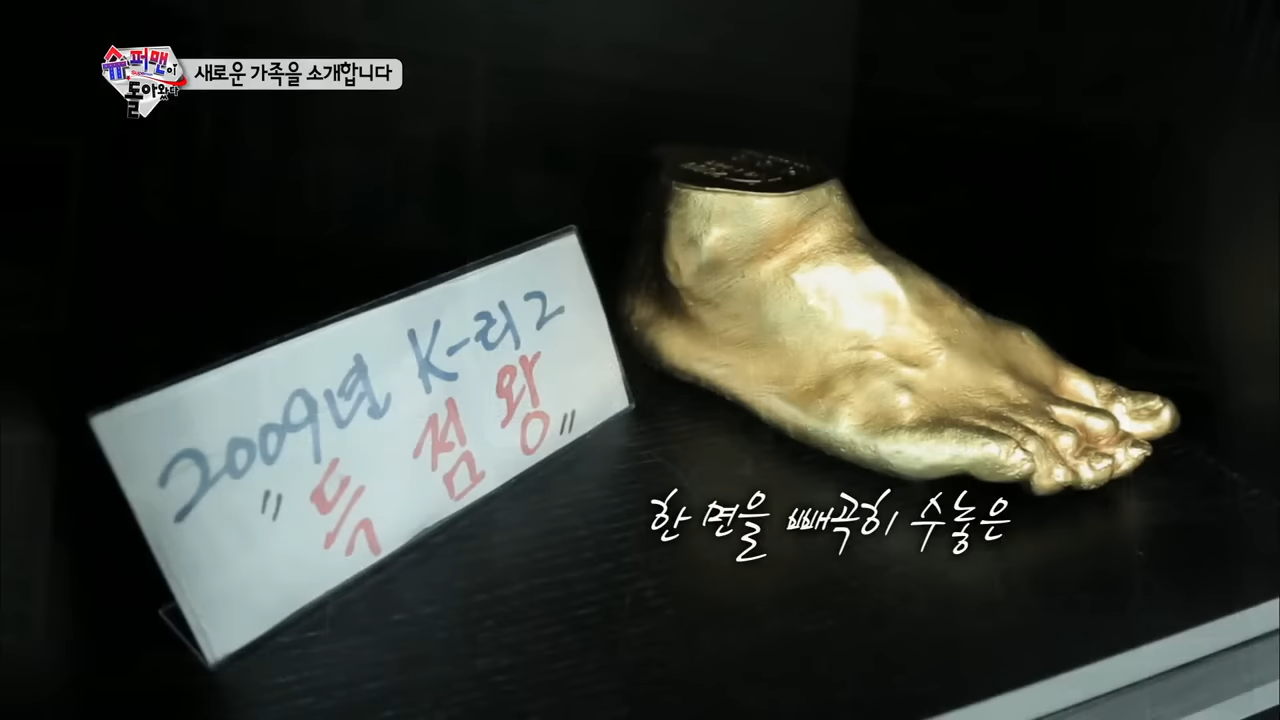 슈퍼맨이
돌아왔다
새로운 가족을 소개합니다
2009년 K-리그
"득점왕"
한 면을 빼곡히 수놓은